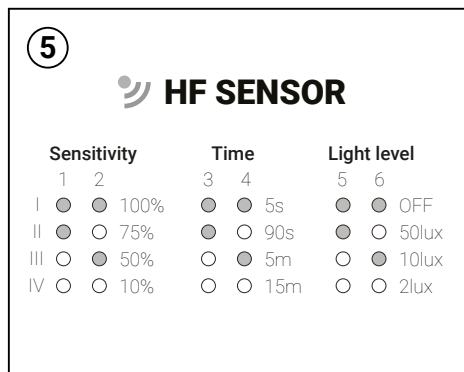 5
HF SENSOR
Sensitivity Time Light level
1 2 3 4 5 6
I 100% 5s OFF
II 75% 90s 50lux
III 50% 5m 10lux
IV 10% 15m 2lux